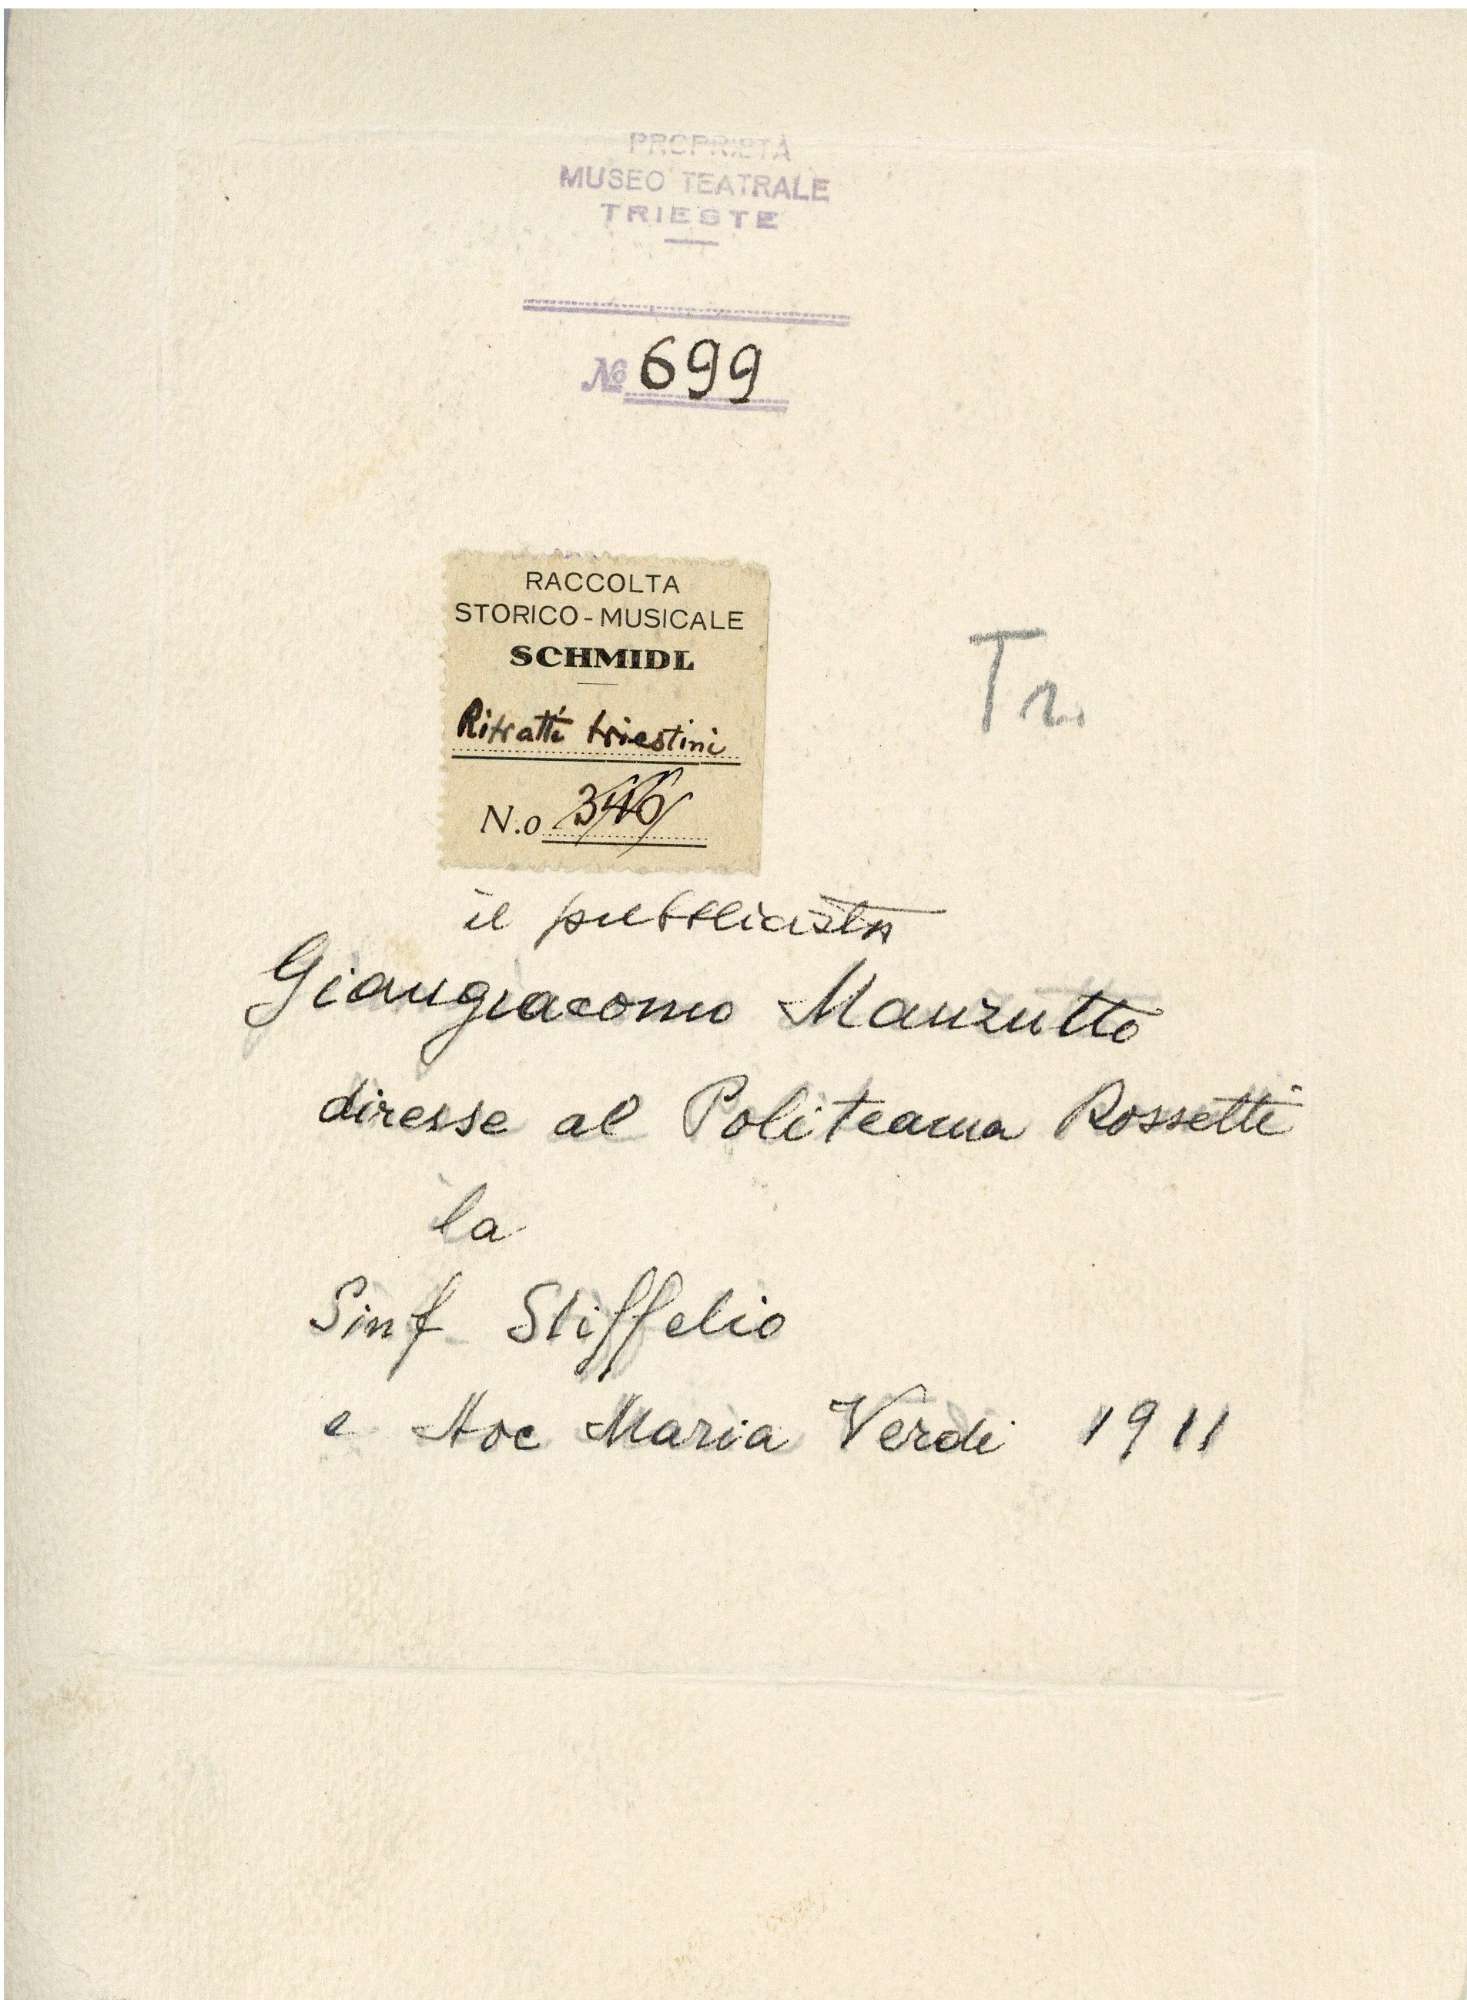 PROPRIETÀ
MUSEO TEATRALE
TRIESTE
No 699
RACCOLTA
STORICO-MUSICALE
SCHMIDL
Ritratti triestini
N.o 346
Tr.
il pubblicista
Giangiacomo Manzutto
diresse al Politeama Rossetti
la
Sinf Stiffelio
e Ave Maria Verdi 1911